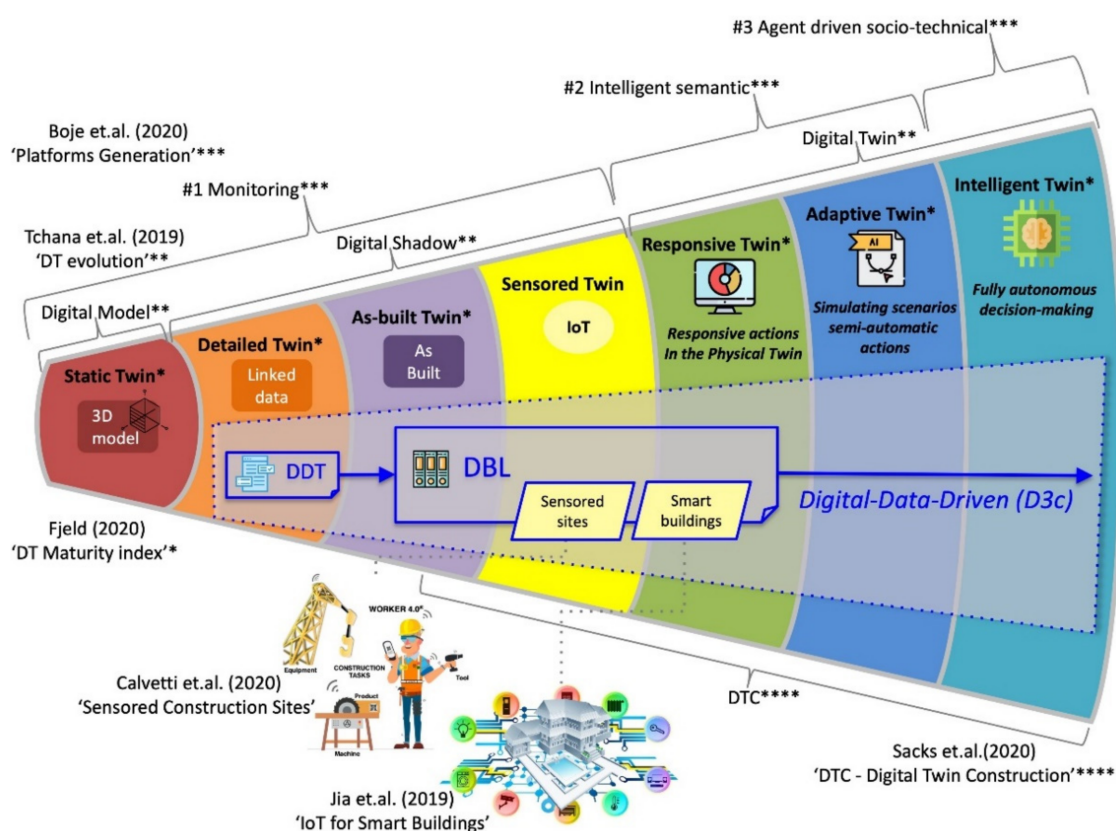 #3 Agent driven socio-technical***
#2 Intelligent semantic***
Boje et.al. (2020)
'Platforms Generation'***
Digital Twin**
#1 Monitoring***
Tchana et.al. (2019)
'DT evolution'**
Digital Shadow**
Digital Model**
Static Twin*
3D
model
Detailed Twin*
Linked
data
As-built Twin*
As
Built
Sensored Twin
IoT
Responsive Twin*
Responsive actions
In the Physical Twin
Adaptive Twin*
AI
Simulating scenarios
semi-automatic
actions
Intelligent Twin*
Fully autonomous
decision-making
DDT
DBL
Sensored
sites
Smart
buildings
Digital-Data-Driven (D3c)
Fjeld (2020)
'DT Maturity index'*
WORKER 4.0*
Equipment
CONSTRUCTION
TASKS
Tool
Product
Machine
Calvetti et.al. (2020)
'Sensored Construction Sites'
DTC****
Sacks et.al.(2020)
'DTC - Digital Twin Construction'****
Jia et.al. (2019)
'IoT for Smart Buildings'